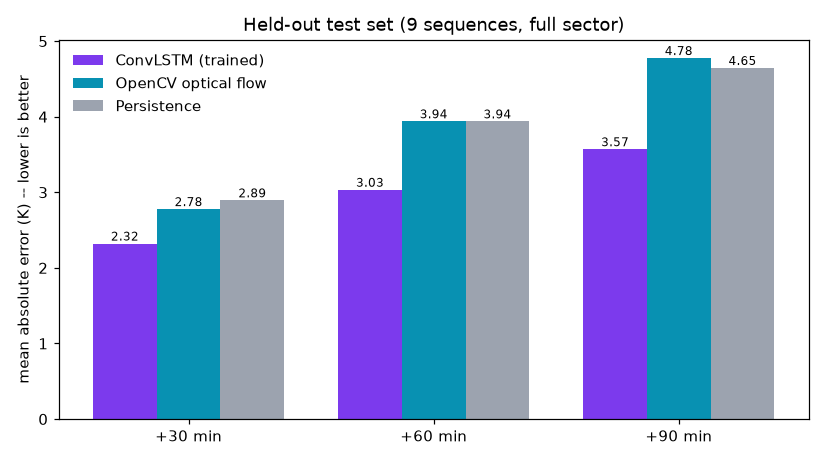 Held-out test set (9 sequences, full sector)
mean absolute error (K) -- lower is better
5
4
3
2
1
0
ConvLSTM (trained)
OpenCV optical flow
Persistence
2.32
2.78
2.89
3.03
3.94
3.94
3.57
4.78
4.65
+30 min
+60 min
+90 min